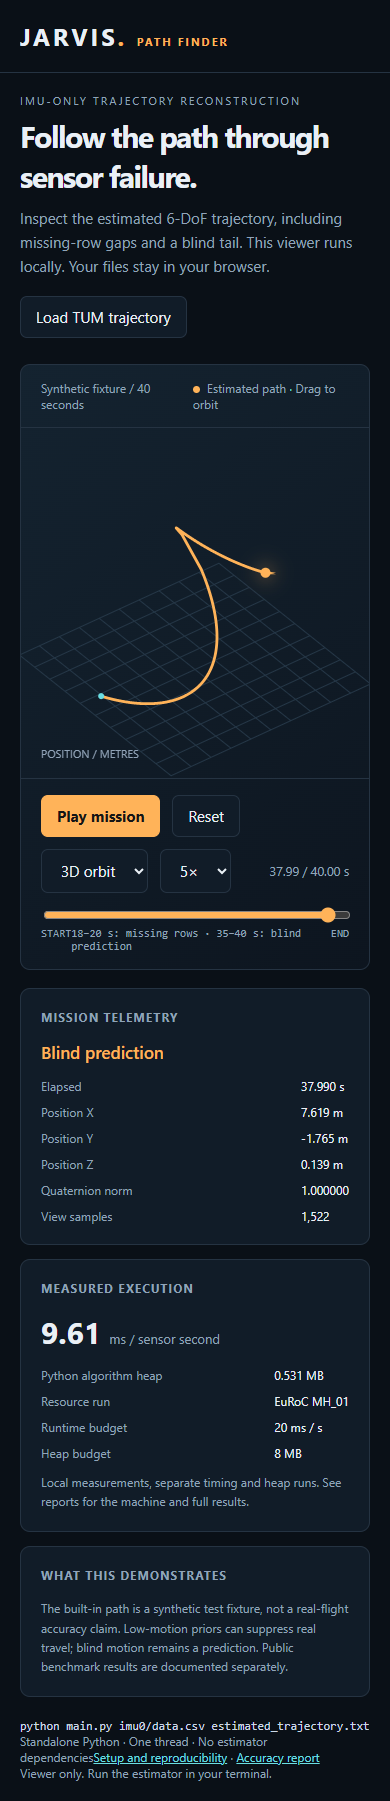 JARVIS. PATH FINDER
IMU-ONLY TRAJECTORY RECONSTRUCTION
Follow the path through
sensor failure.
Inspect the estimated 6-DoF trajectory, including
missing-row gaps and a blind tail. This viewer runs
locally. Your files stay in your browser.
Load TUM trajectory
Synthetic fixture / 40
seconds
Estimated path · Drag to
orbit
POSITION / METRES
Play mission
Reset
3D orbit
5×
37.99 / 40.00 s
START
18–20 s: missing rows · 35–40 s: blind
prediction
END
MISSION TELEMETRY
Blind prediction
Elapsed 37.990 s
Position X 7.619 m
Position Y -1.765 m
Position Z 0.139 m
Quaternion norm 1.000000
View samples 1,522
MEASURED EXECUTION
9.61 ms / sensor second
Python algorithm heap 0.531 MB
Resource run EuRoC MH_01
Runtime budget 20 ms / s
Heap budget 8 MB
Local measurements, separate timing and heap runs. See
reports for the machine and full results.
WHAT THIS DEMONSTRATES
The built-in path is a synthetic test fixture, not a real-flight
accuracy claim. Low-motion priors can suppress real
travel; blind motion remains a prediction. Public
benchmark results are documented separately.
python main.py imu0/data.csv estimated_trajectory.txt
Standalone Python · One thread · No estimator
dependenciesSetup and reproducibility · Accuracy report
Viewer only. Run the estimator in your terminal.